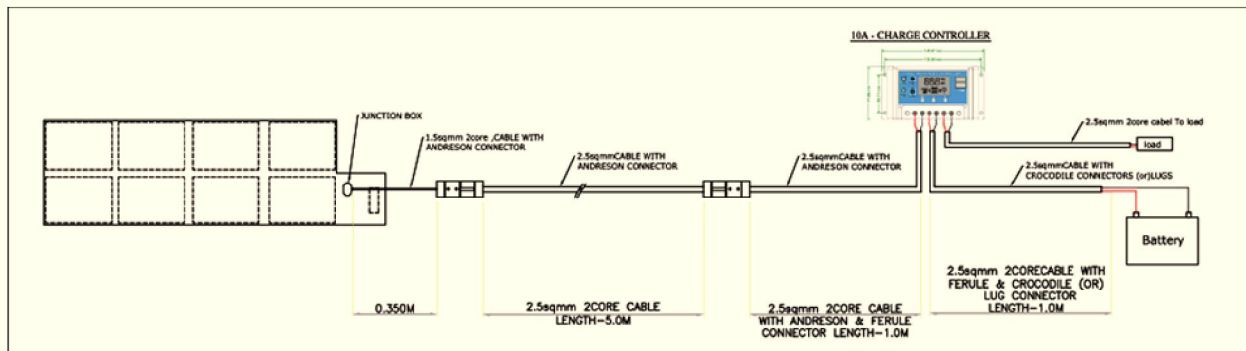 10A - CHARGE CONTROLLER
JUNCTION BOX
1.5sqmm 2core ,CABLE WITH
ANDRESON CONNECTOR
2.5sqmmCABLE WITH
ANDRESON CONNECTOR
2.5sqmmCABLE WITH
ANDRESON CONNECTOR
2.5sqmm 2core cabel To load
load
2.5sqmmCABLE WITH
CROCODILE CONNECTORS (or)LUGS
Battery
0.350M
2.5sqmm 2CORE CABLE
LENGTH-5.0M
2.5sqmm 2CORE CABLE
WITH ANDRESON & FERULE
CONNECTOR LENGTH-1.0M
2.5sqmm 2CORECABLE WITH
FERULE & CROCODILE (OR)
LUG CONNECTOR
LENGTH-1.0M